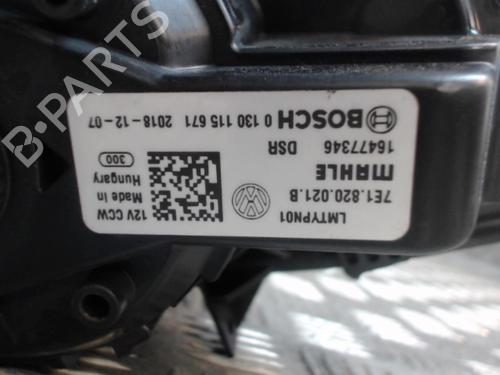 BOSCH 0 130 115 671 2018-12-07
16477346 DSR
MAHLE
7E1.820.021.B
LMTYPN01
300
Made in
Hungary
12V CCW
B-PARTS